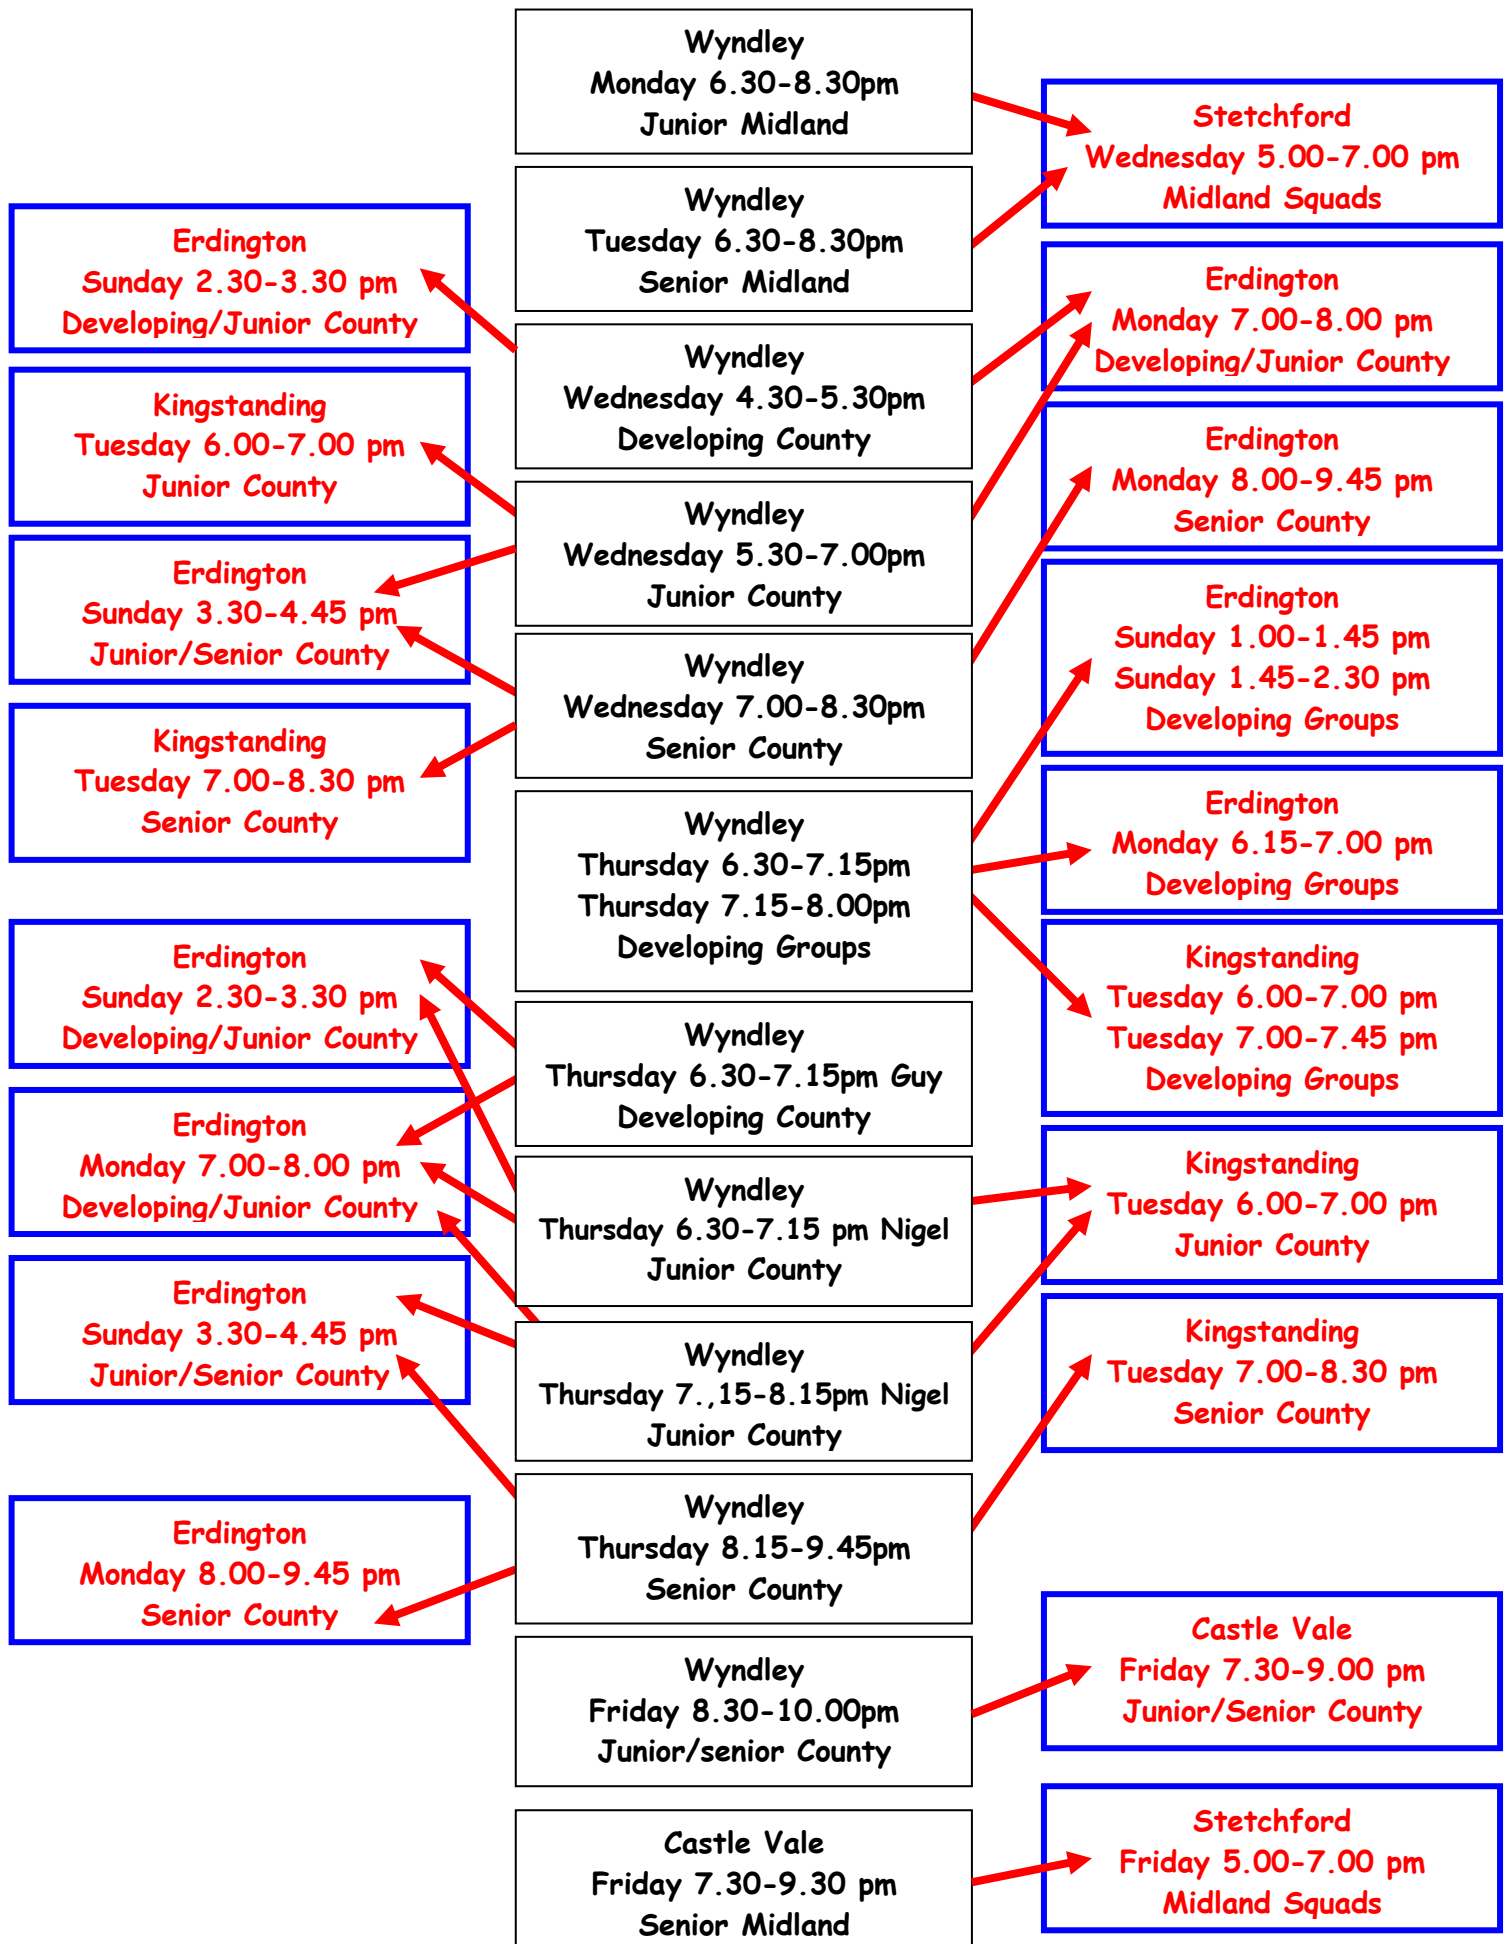 Wyndley
Monday 6.30-8.30pm
Junior Midland
Wyndley
Tuesday 6.30-8.30pm
Senior Midland
Wyndley
Wednesday 4.30-5.30pm
Developing County
Wyndley
Wednesday 5.30-7.00pm
Junior County
Wyndley
Wednesday 7.00-8.30pm
Senior County
Wyndley
Thursday 6.30-7.15pm
Thursday 7.15-8.00pm
Developing Groups
Wyndley
Thursday 6.30-7.15pm Guy
Developing County
Wyndley
Thursday 6.30-7.15 pm Nigel
Junior County
Wyndley
Thursday 7.,15-8.15pm Nigel
Junior County
Wyndley
Thursday 8.15-9.45pm
Senior County
Wyndley
Friday 8.30-10.00pm
Junior/senior County
Castle Vale
Friday 7.30-9.30 pm
Senior Midland
Erdington
Sunday 2.30-3.30 pm
Developing/Junior County
Kingstanding
Tuesday 6.00-7.00 pm
Junior County
Erdington
Sunday 3.30-4.45 pm
Junior/Senior County
Kingstanding
Tuesday 7.00-8.30 pm
Senior County
Erdington
Sunday 2.30-3.30 pm
Developing/Junior County
Erdington
Monday 7.00-8.00 pm
Developing/Junior County
Erdington
Sunday 3.30-4.45 pm
Junior/Senior County
Erdington
Monday 8.00-9.45 pm
Senior County
Stetchford
Wednesday 5.00-7.00 pm
Midland Squads
Erdington
Monday 7.00-8.00 pm
Developing/Junior County
Erdington
Monday 8.00-9.45 pm
Senior County
Erdington
Sunday 1.00-1.45 pm
Sunday 1.45-2.30 pm
Developing Groups
Erdington
Monday 6.15-7.00 pm
Developing Groups
Kingstanding
Tuesday 6.00-7.00 pm
Tuesday 7.00-7.45 pm
Developing Groups
Kingstanding
Tuesday 6.00-7.00 pm
Junior County
Kingstanding
Tuesday 7.00-8.30 pm
Senior County
Castle Vale
Friday 7.30-9.00 pm
Junior/Senior County
Stetchford
Friday 5.00-7.00 pm
Midland Squads